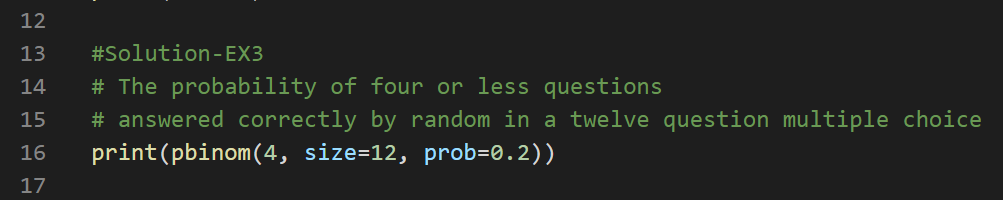 12
13 #Solution-EX3
14 # The probability of four or less questions
15 # answered correctly by random in a twelve question multiple choice
16 print(pbinom(4, size=12, prob=0.2))
17